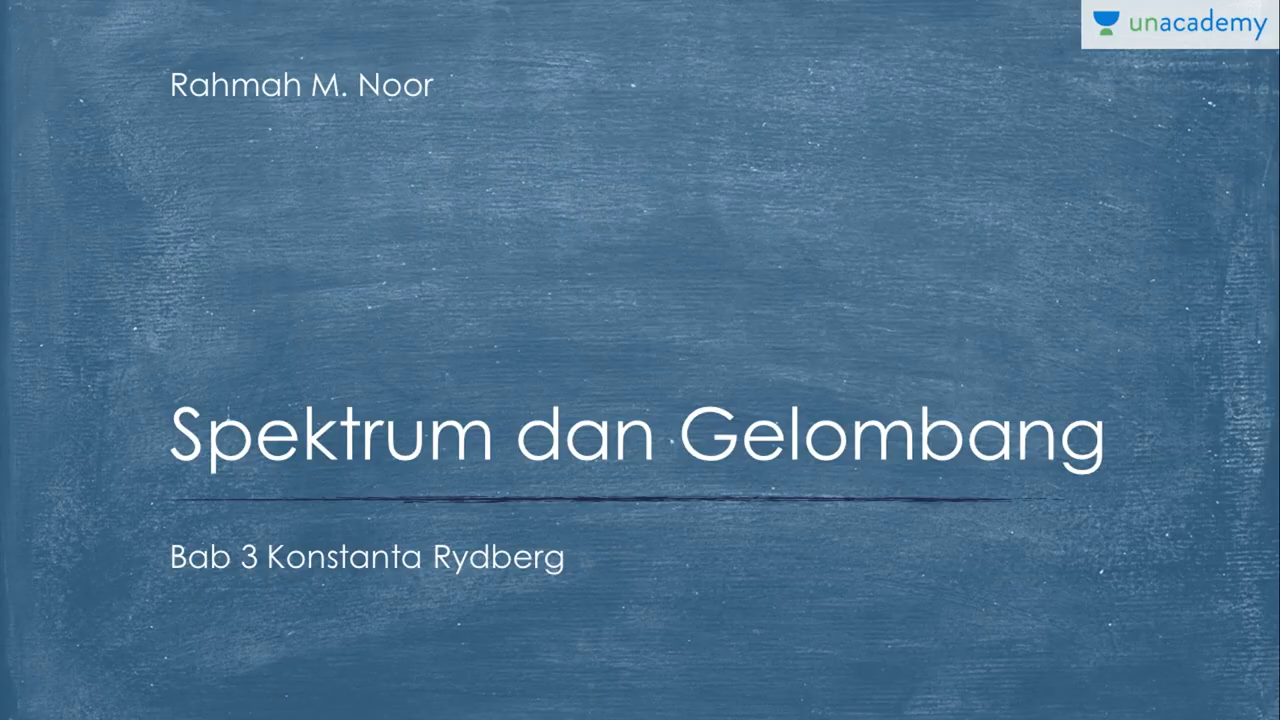 unacademy
Rahmah M. Noor
Spektrum dan Gelombang
Bab 3 Konstanta Rydberg